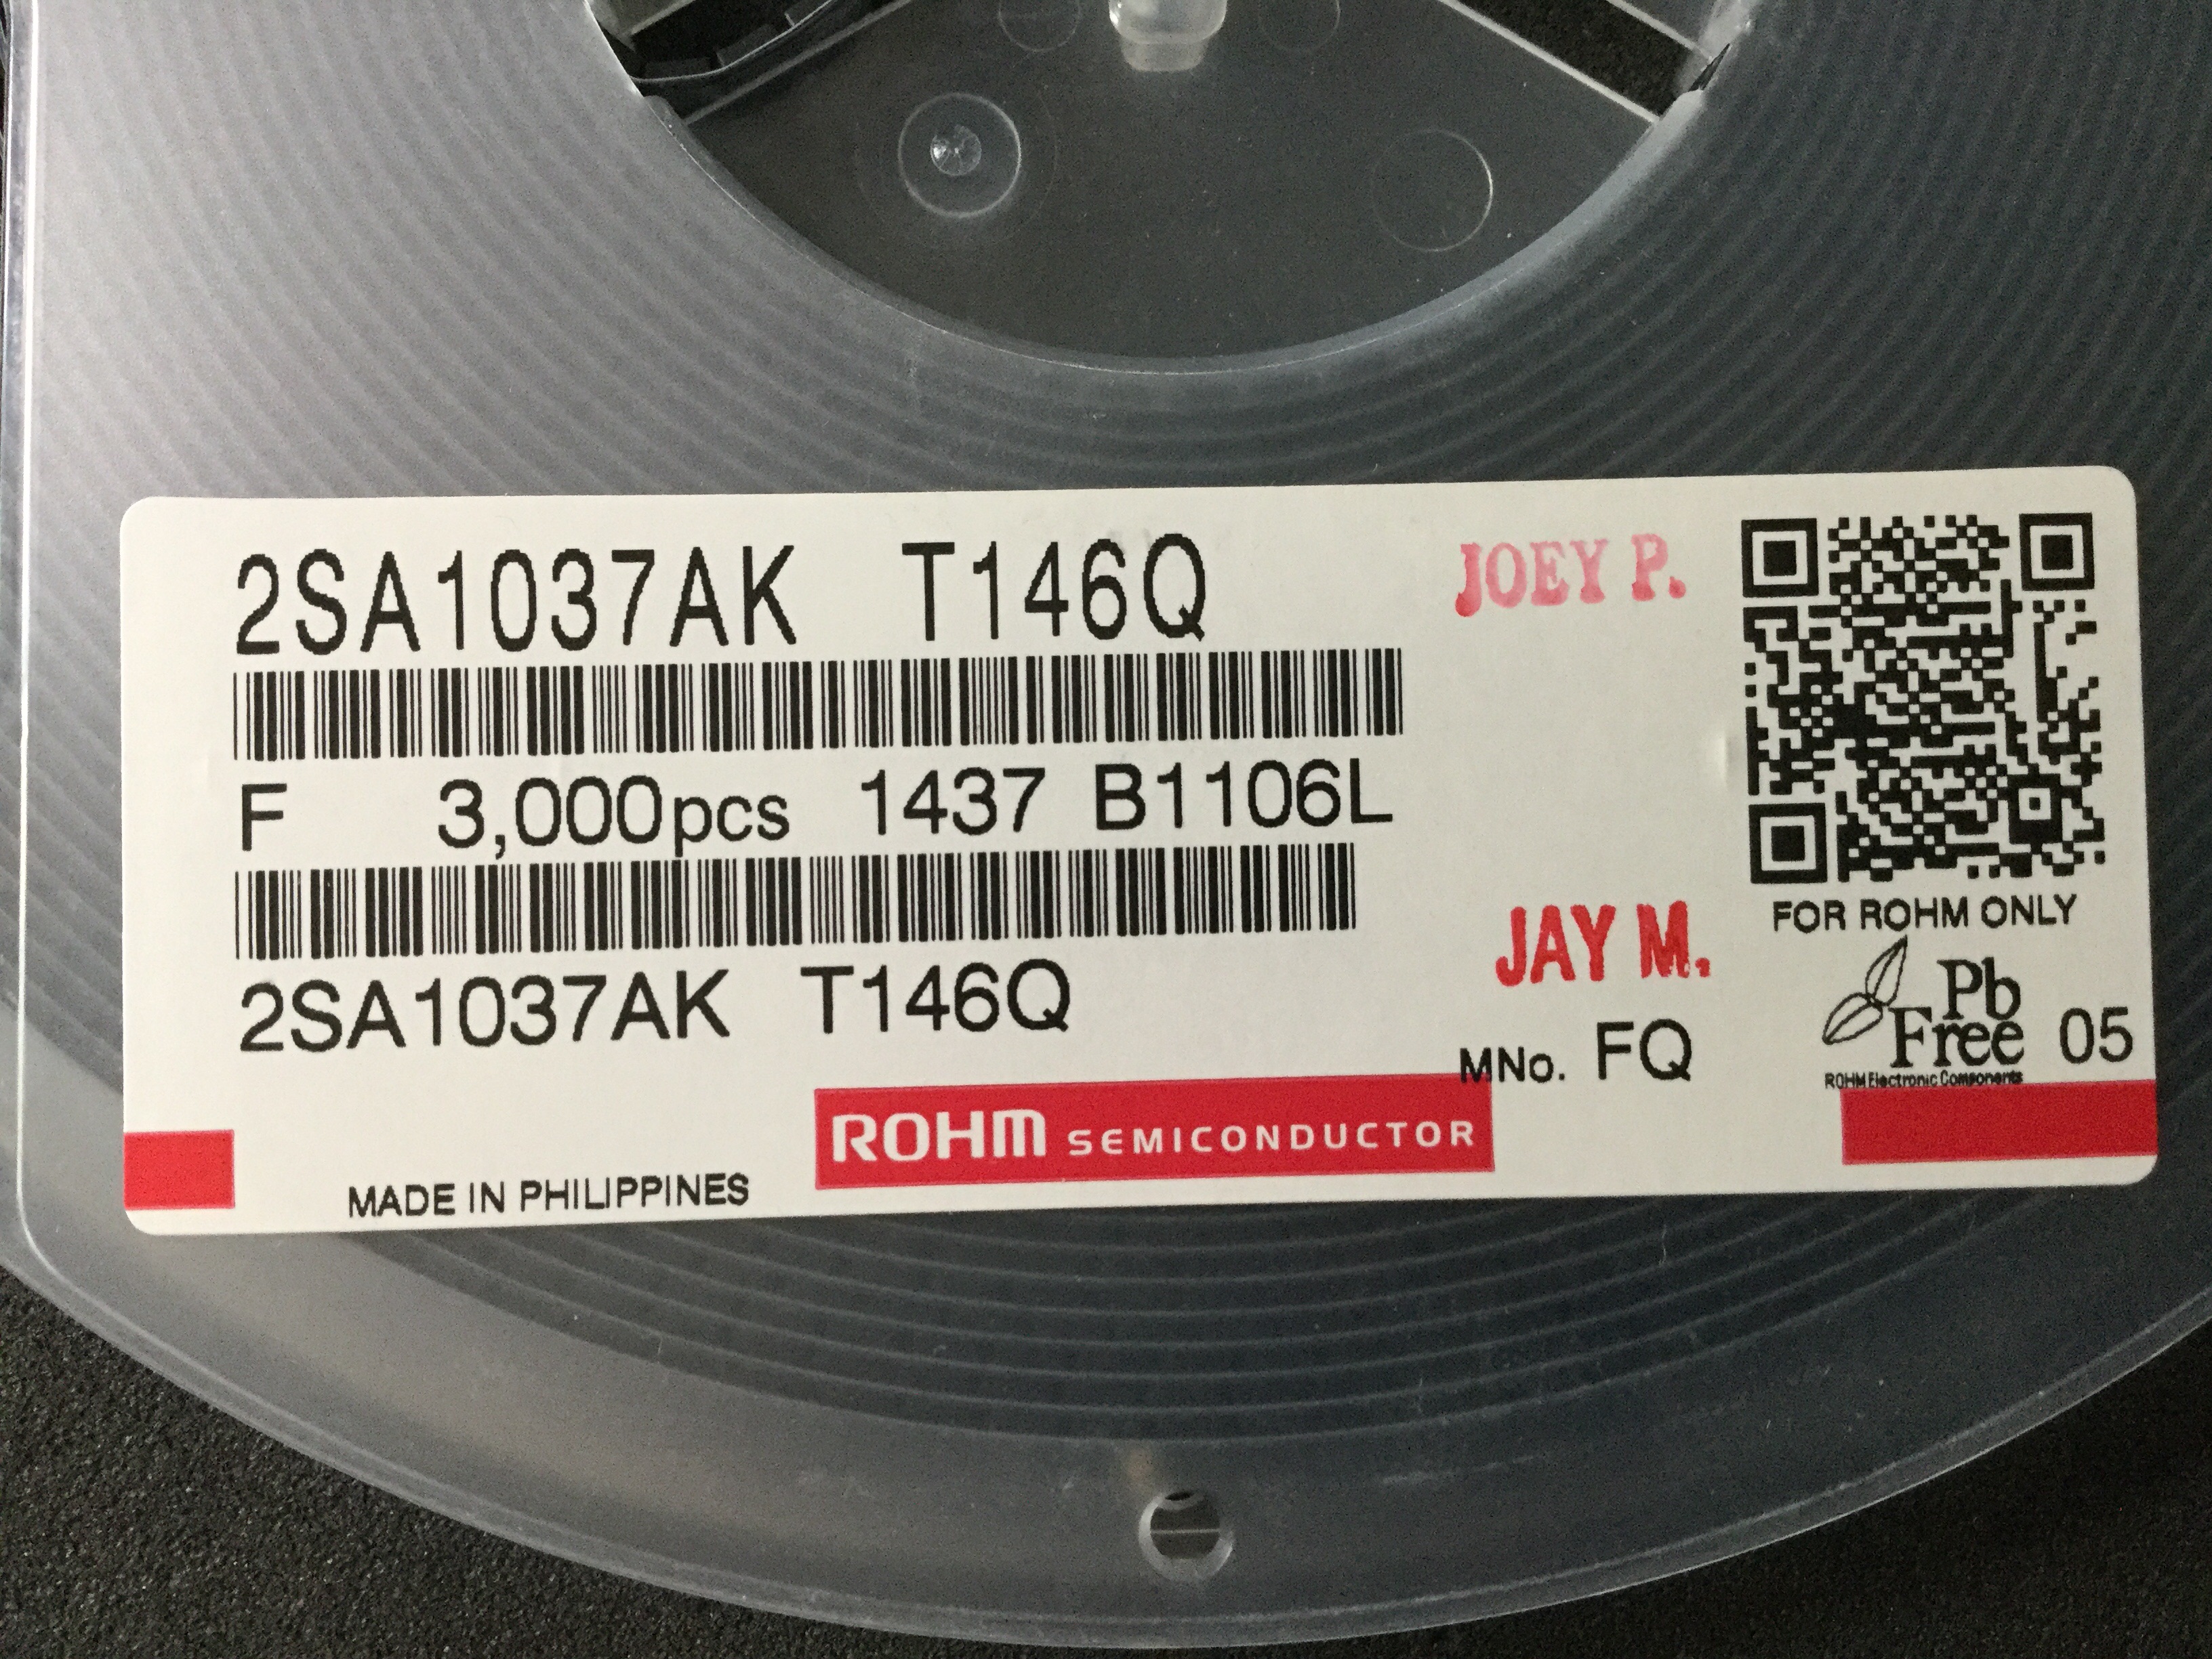 2SA1037AK T146Q
JOEY P.
F 3,000pcs 1437 B1106L
JAY M.
FOR ROHM ONLY
2SA1037AK T146Q
MNo. FQ
Pb
Free 05
ROHM Electronic Components
ROHM SEMICONDUCTOR
MADE IN PHILIPPINES